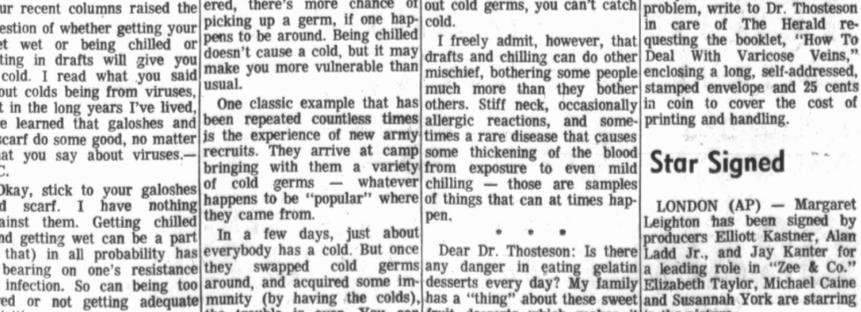 ur recent columns raised the
estion of whether getting your
et wet or being chilled or
ting in drafts will give you
cold. I read what you said
out colds being from viruses,
t in the long years I've lived,
e learned that galoshes and
scarf do some good, no matter
at you say about viruses.—
C.
Okay, stick to your galoshes
d scarf. I have nothing
ainst them. Getting chilled
nd getting wet can be a part
that) in all probability has
bearing on one's resistance
infection. So can being too
ed or not getting adequate
ered, there's more chance of
picking up a germ, if one hap-
pens to be around. Being chilled
doesn't cause a cold, but it may
make you more vulnerable than
usual.
One classic example that has
been repeated countless times
is the experience of new army
recruits. They arrive at camp
bringing with them a variety
of cold germs — whatever
happens to be "popular" where
they came from.
In a few days, just about
everybody has a cold. But once
they swapped cold germs
around, and acquired some im-
munity (by having the colds),
out cold germs, you can't catch
cold.
I freely admit, however, that
drafts and chilling can do other
mischief, bothering some people
much more than they bother
others. Stiff neck, occasionally
allergic reactions, and some-
times a rare disease that causes
some thickening of the blood
from exposure to even mild
chilling — those are samples
of things that can at times hap-
pen.
* * *
Dear Dr. Thosteson: Is there
any danger in eating gelatin
desserts every day? My family
has a "thing" about these sweet
problem, write to Dr. Thosteson
in care of The Herald re-
questing the booklet, "How To
Deal With Varicose Veins,"
enclosing a long, self-addressed,
stamped envelope and 25 cents
in coin to cover the cost of
printing and handling.
Star Signed
LONDON (AP) — Margaret
Leighton has been signed by
producers Elliott Kastner, Alan
Ladd Jr., and Jay Kanter for
a leading role in "Zee & Co."
Elizabeth Taylor, Michael Caine
and Susannah York are starring